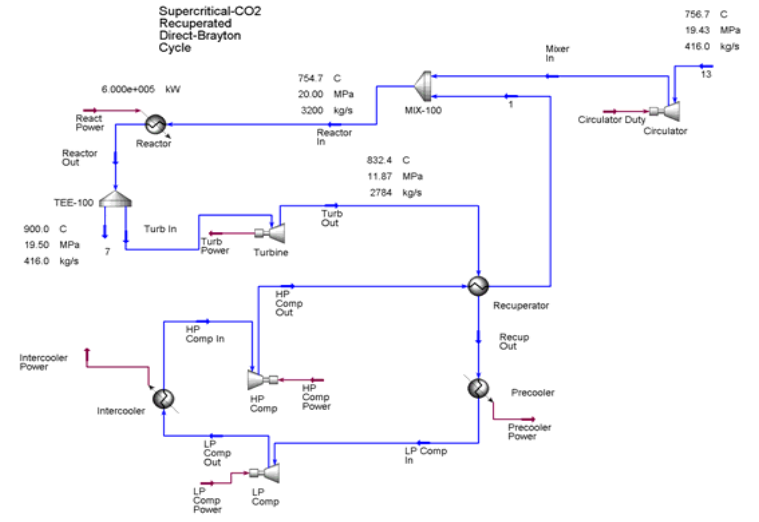 Supercritical-CO2
Recuperated
Direct-Brayton
Cycle
756.7 C
19.43 MPa
416.0 kg/s
13
Mixer
In
6.000e+005 kW
754.7 C
20.00 MPa
3200 kg/s
MIX-100
1
Circulator Duty
Circulator
React
Power
Reactor
Reactor
In
Reactor
Out
832.4 C
11.87 MPa
2784 kg/s
TEE-100
900.0 C
19.50 MPa
416.0 kg/s
7
Turb In
Turb
Power
Turbine
Turb
Out
HP
Comp
Out
Recuperator
HP
Comp In
Recup
Out
Intercooler
Power
Intercooler
HP
Comp
HP
Comp
Power
Precooler
Precooler
Power
LP
Comp
Out
LP Comp
In
LP
Comp
Power
LP
Comp